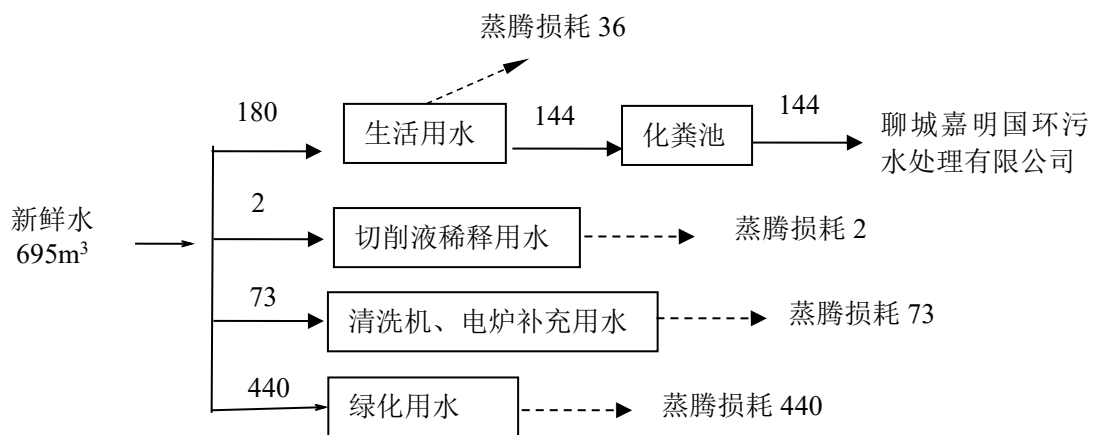 蒸腾损耗 36
180
生活用水
144
化粪池
144
聊城嘉明国环污
水处理有限公司
新鲜水
695m³
2
切削液稀释用水
蒸腾损耗 2
73
清洗机、电炉补充用水
蒸腾损耗 73
440
绿化用水
蒸腾损耗 440